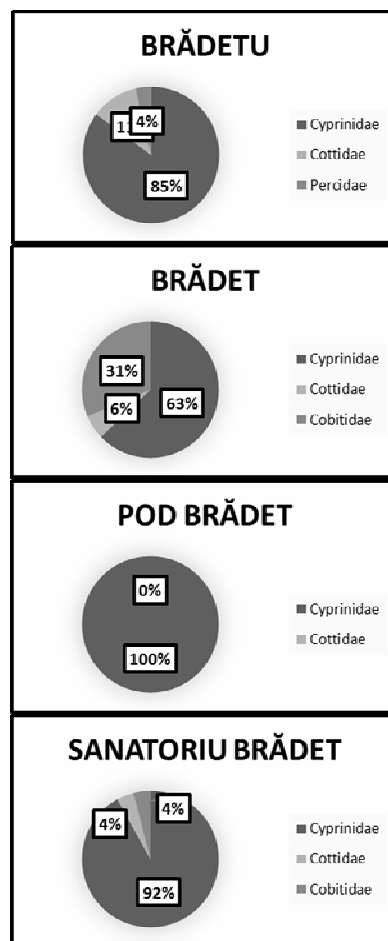 BRĂDETU
4%
85%
Cyprinidae
Cottidae
Percidae
BRĂDET
31%
6%
63%
Cyprinidae
Cottidae
Cobitidae
POD BRĂDET
0%
100%
Cyprinidae
Cottidae
SANATORIU BRĂDET
4%
4%
92%
Cyprinidae
Cottidae
Cobitidae